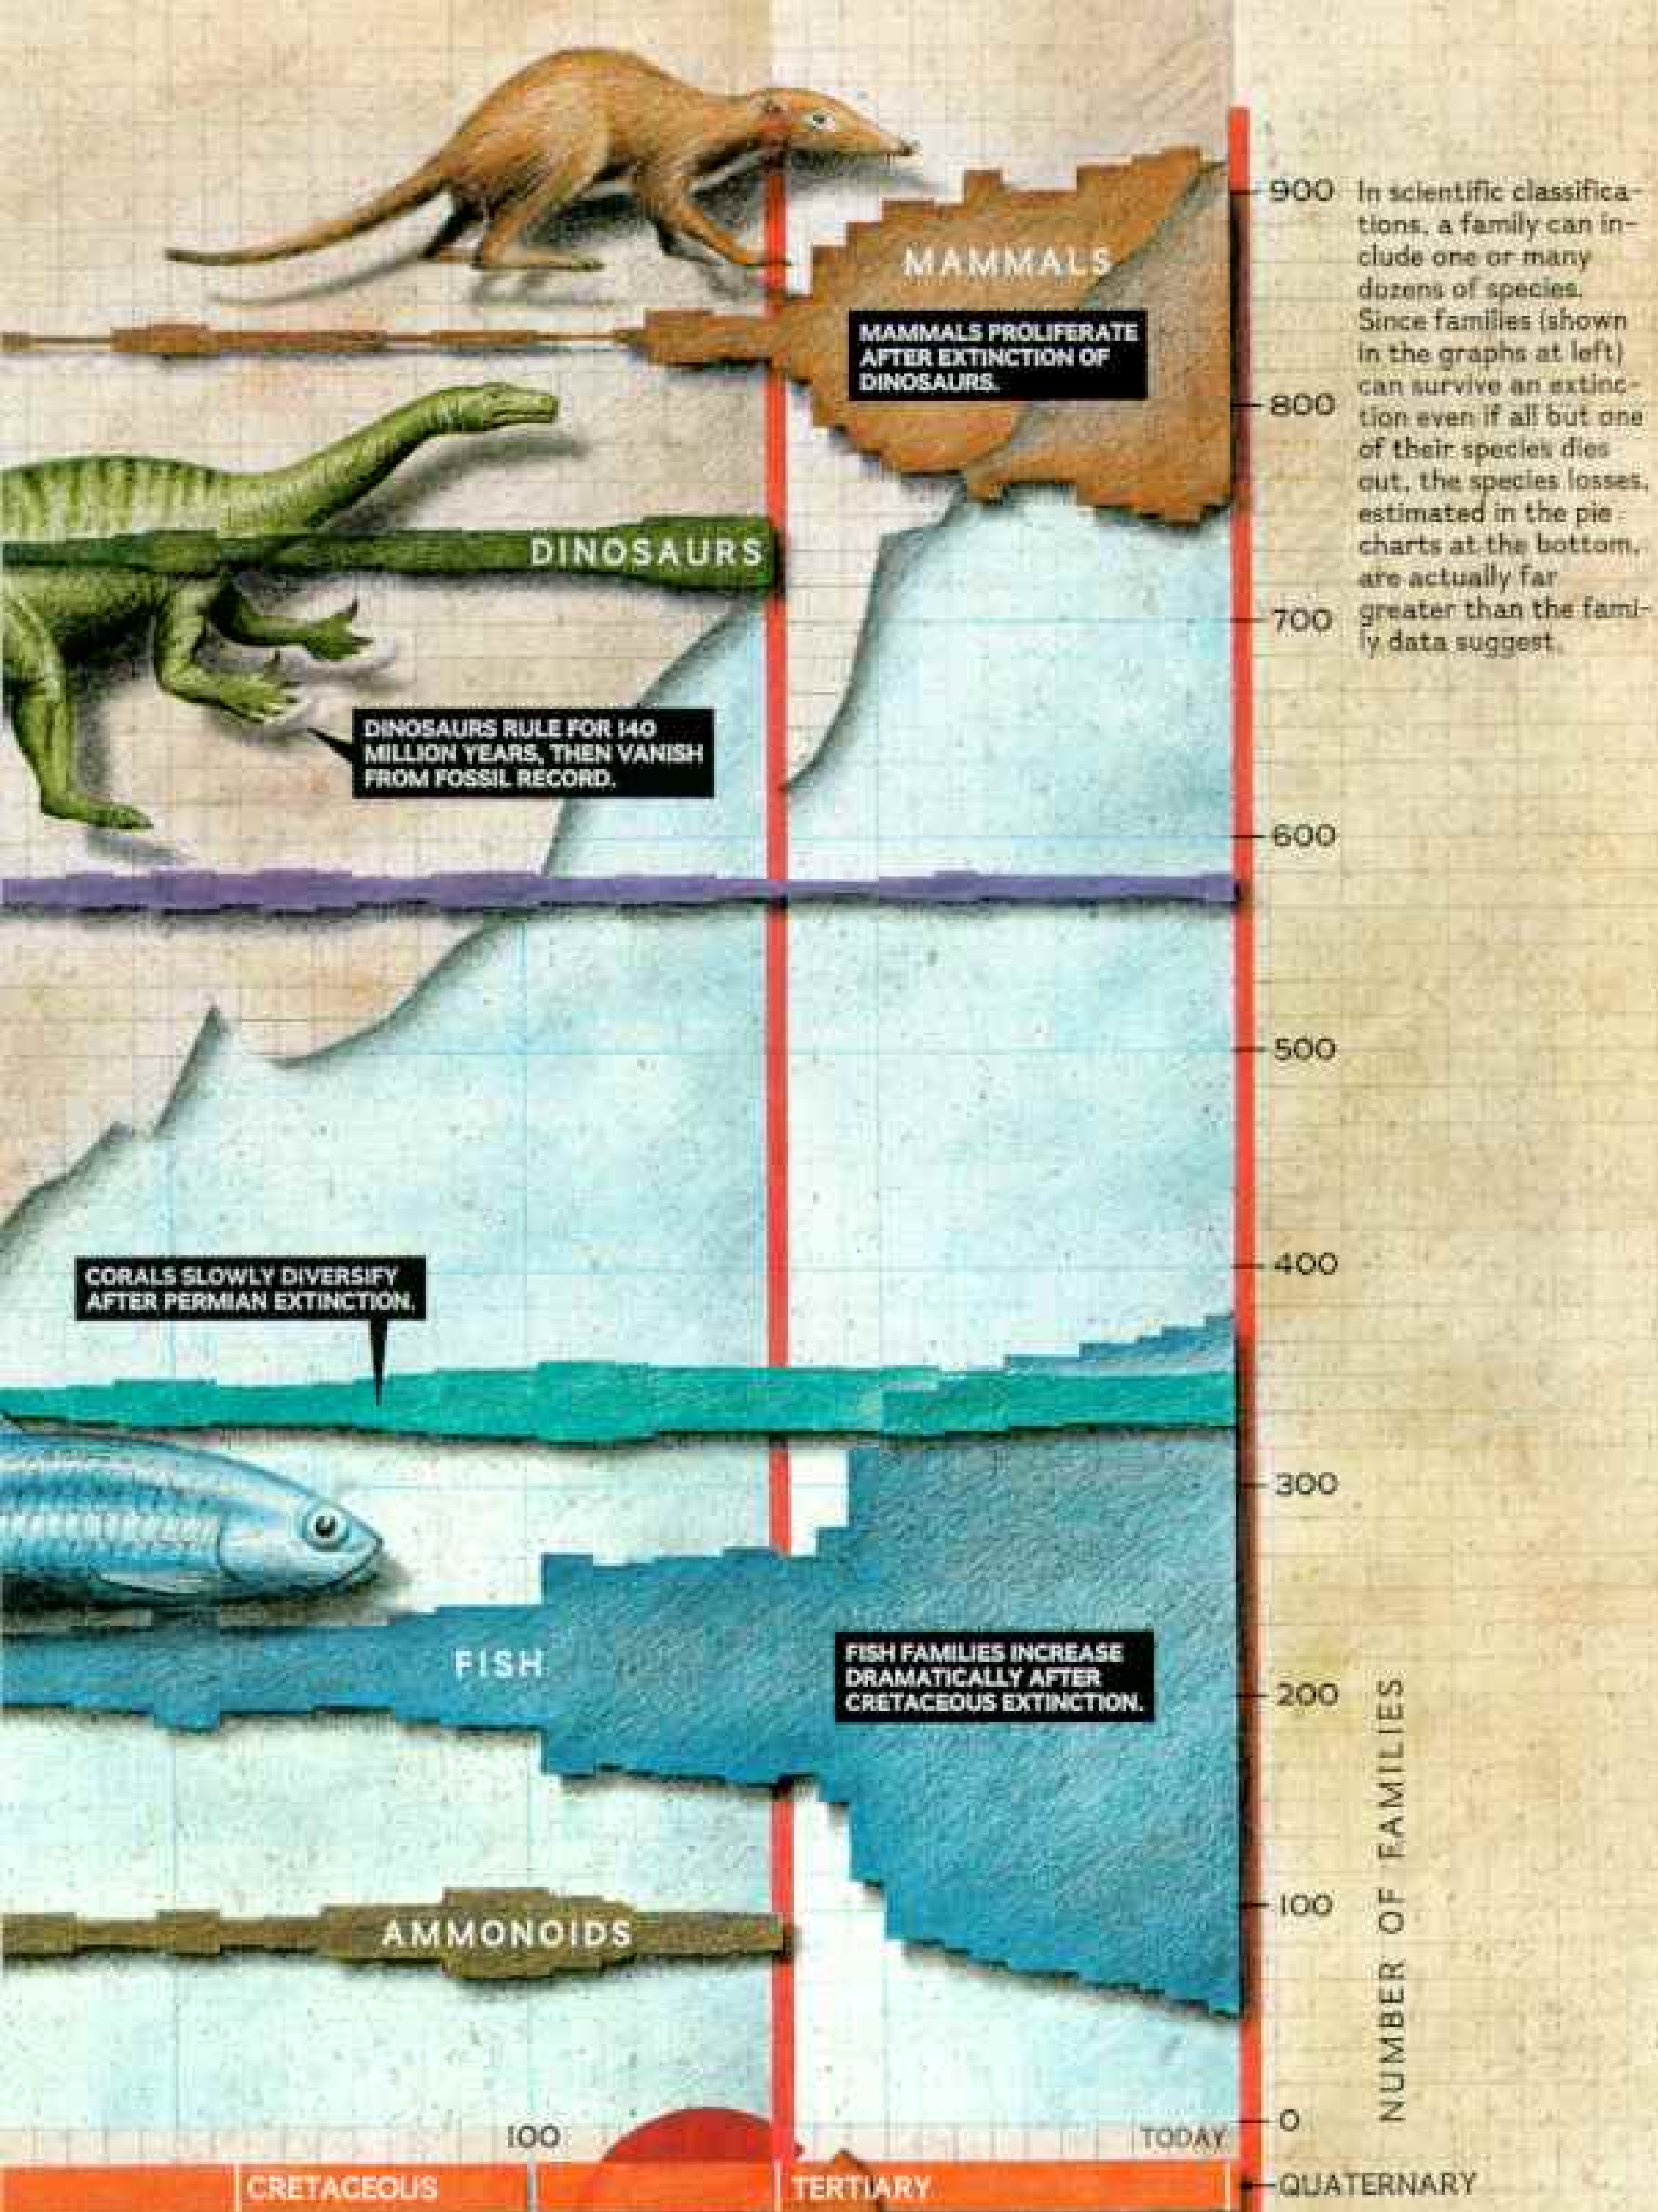 MAMMALS
MAMMALS PROLIFERATE
AFTER EXTINCTION OF
DINOSAURS.
900
In scientific classifica-
tions, a family can in-
clude one or many
dozens of species.
Since families (shown
in the graphs at left)
can survive an extinc-
tion even if all but one
of their species dies
out, the species losses,
estimated in the pie
charts at the bottom,
are actually far
greater than the fami-
ly data suggest.
800
DINOSAURS
700
DINOSAURS RULE FOR 140
MILLION YEARS, THEN VANISH
FROM FOSSIL RECORD.
600
500
400
CORALS SLOWLY DIVERSIFY
AFTER PERMIAN EXTINCTION.
300
FISH
FISH FAMILIES INCREASE
DRAMATICALLY AFTER
CRETACEOUS EXTINCTION.
200
NUMBER OF FAMILIES
100
AMMONOIDS
0
100
TODAY
CRETACEOUS
TERTIARY
QUATERNARY